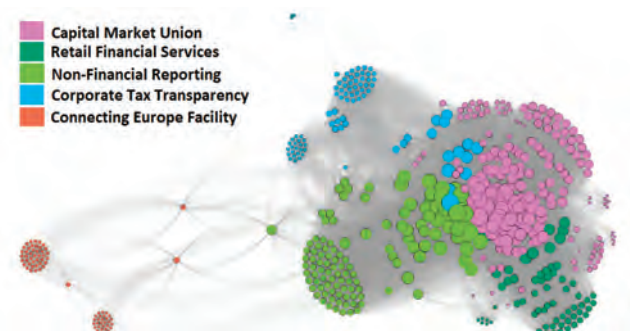 Capital Market Union
Retail Financial Services
Non-Financial Reporting
Corporate Tax Transparency
Connecting Europe Facility